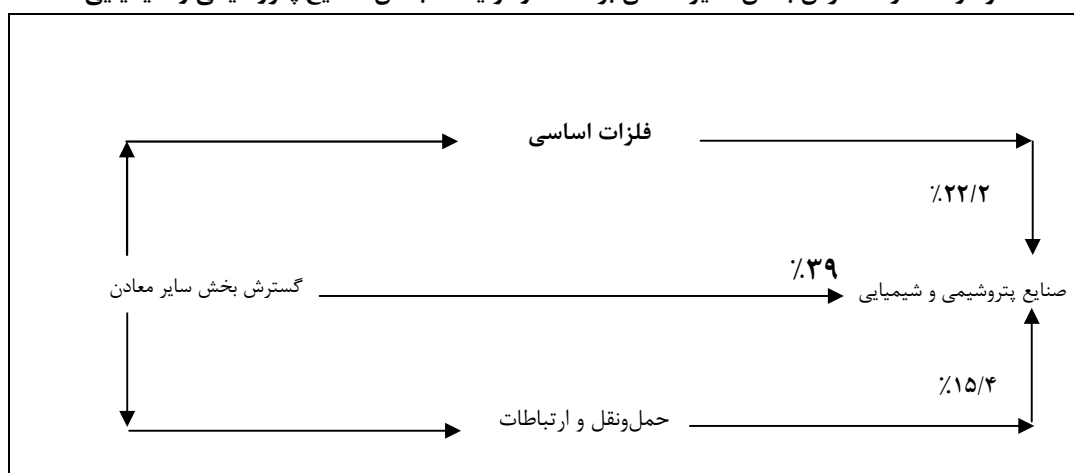 فلزات اساسی
٪۲۲/۲
٪۳۹
گسترش بخش سایر معادن
صنایع پتروشیمی و شیمیایی
٪۱۵/۴
حمل‌ونقل و ارتباطات